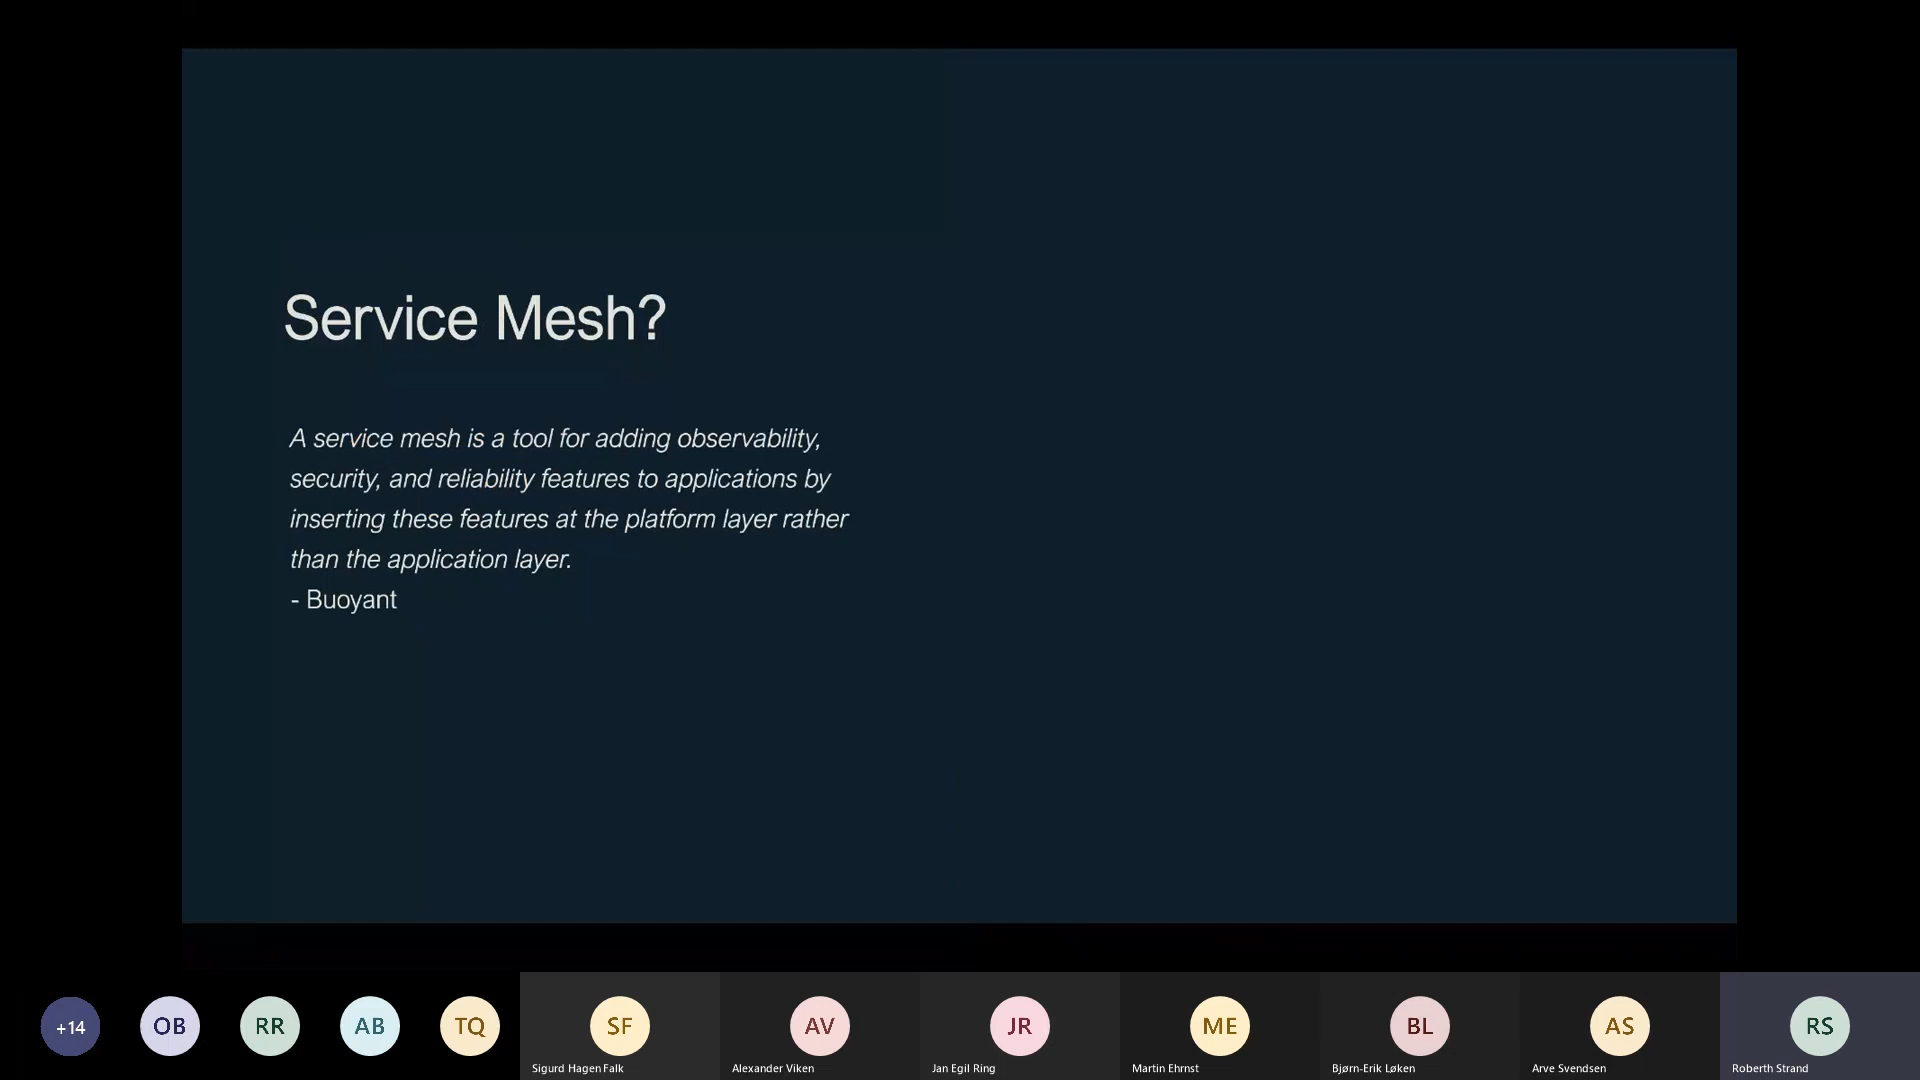 Service Mesh?
A service mesh is a tool for adding observability,
security, and reliability features to applications by
inserting these features at the platform layer rather
than the application layer.
- Buoyant
+14
OB
RR
AB
TQ
SF
AV
JR
ME
BL
AS
RS
Sigurd Hagen Falk
Alexander Viken
Jan Egil Ring
Martin Ehrnst
Bjørn-Erik Løken
Arve Svendsen
Roberth Strand